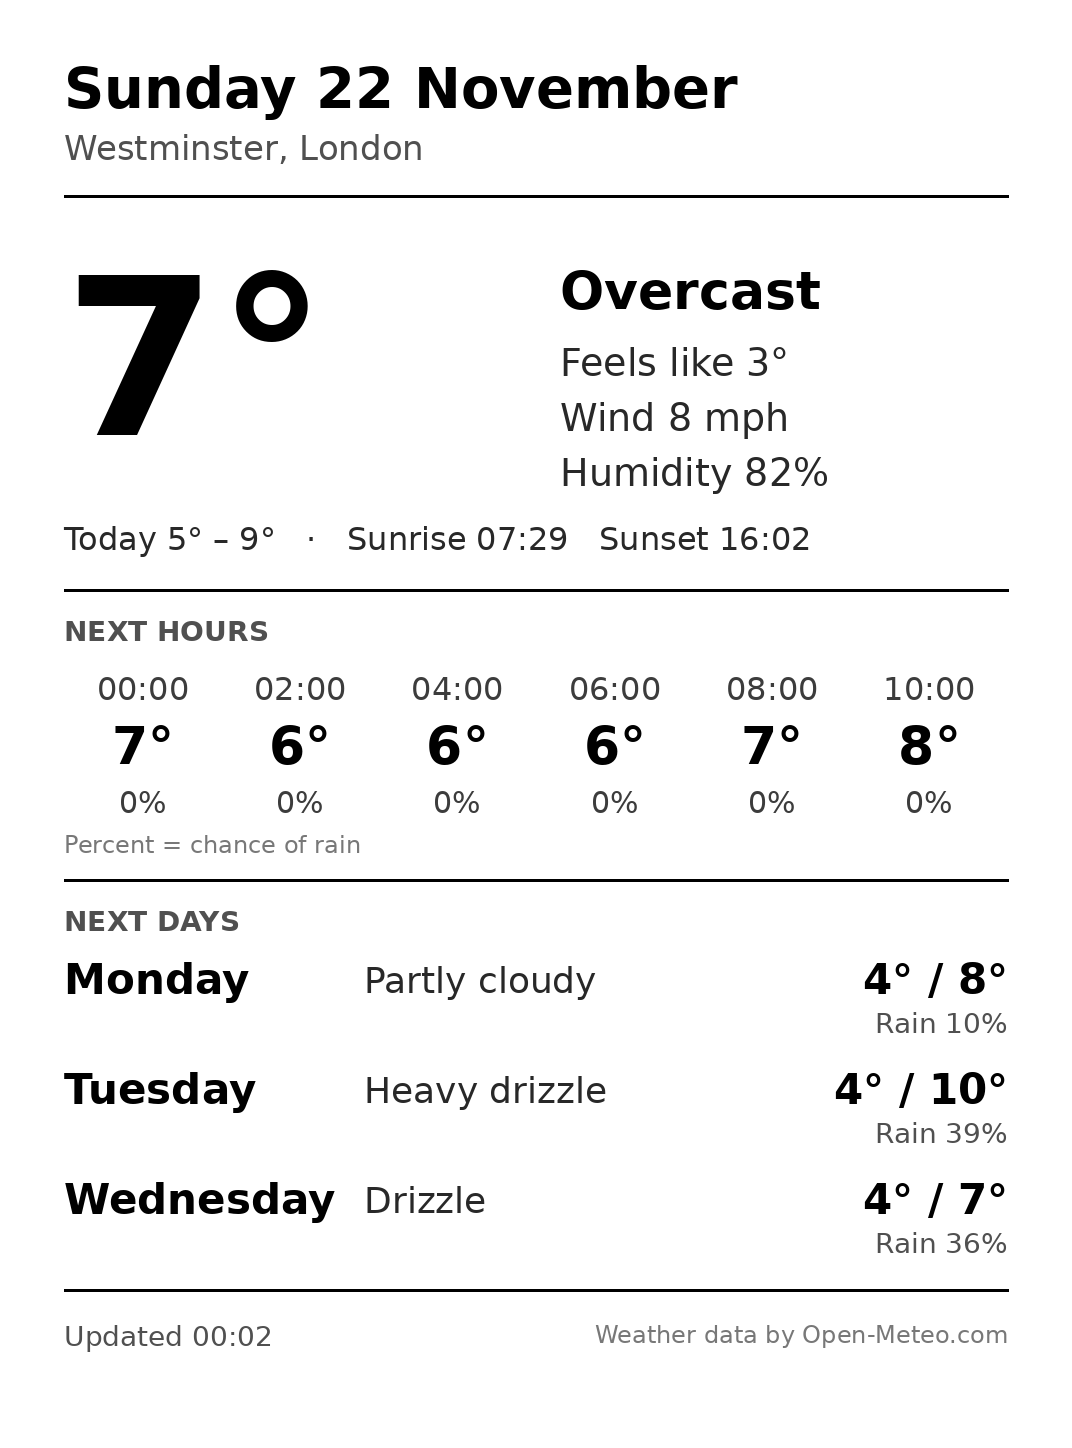 Sunday 22 November
Westminster, London
7°
Overcast
Feels like 3°
Wind 8 mph
Humidity 82%
Today 5° – 9° · Sunrise 07:29 Sunset 16:02
NEXT HOURS
00:00 02:00 04:00 06:00 08:00 10:00
7° 6° 6° 6° 7° 8°
0% 0% 0% 0% 0% 0%
Percent = chance of rain
NEXT DAYS
Monday Partly cloudy 4° / 8°
Rain 10%
Tuesday Heavy drizzle 4° / 10°
Rain 39%
Wednesday Drizzle 4° / 7°
Rain 36%
Updated 00:02 Weather data by Open-Meteo.com